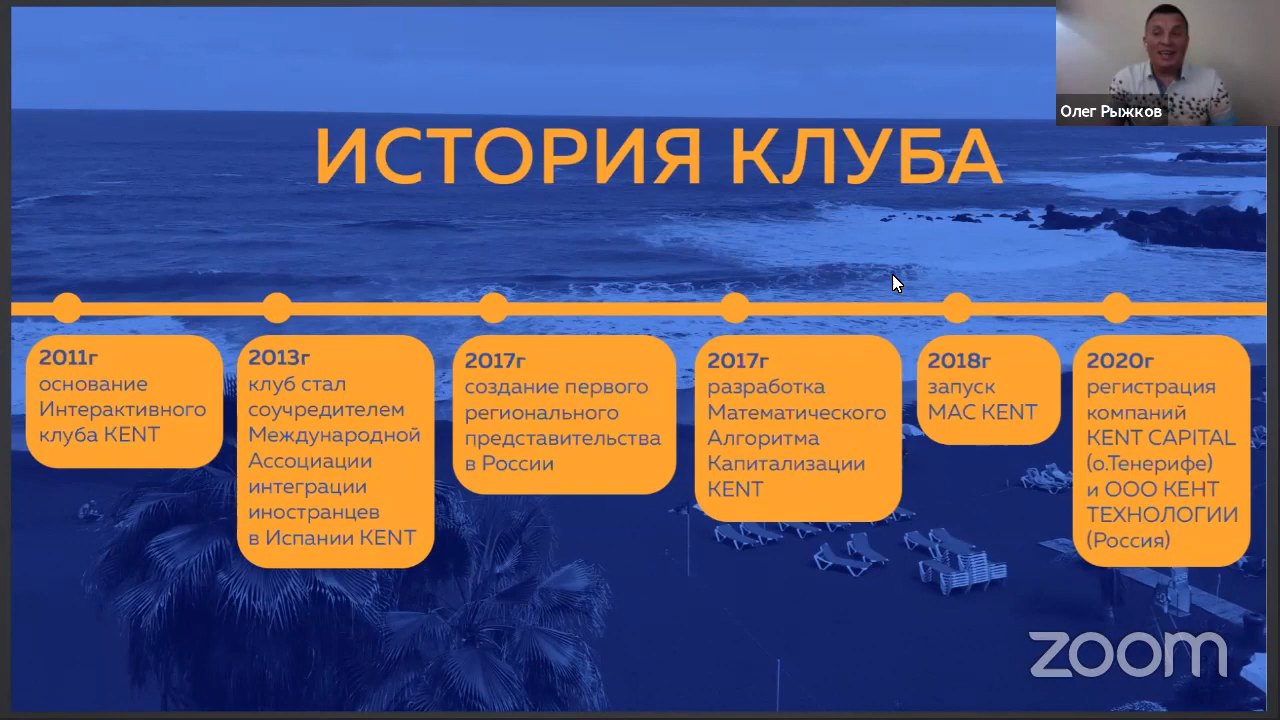 Олег Рыжков
ИСТОРИЯ КЛУБА
2011г
основание
Интерактивного
клуба KENT
2013г
клуб стал
соучредителем
Международной
Ассоциации
интеграции
иностранцев
в Испании KENT
2017г
создание первого
регионального
представительства
в России
2017г
разработка
Математического
Алгоритма
Капитализации
KENT
2018г
запуск
МАС KENT
2020г
регистрация
компаний
KENT CAPITAL
(о.Тенерифе)
и ООО КЕНТ
ТЕХНОЛОГИИ
(Россия)
zoom